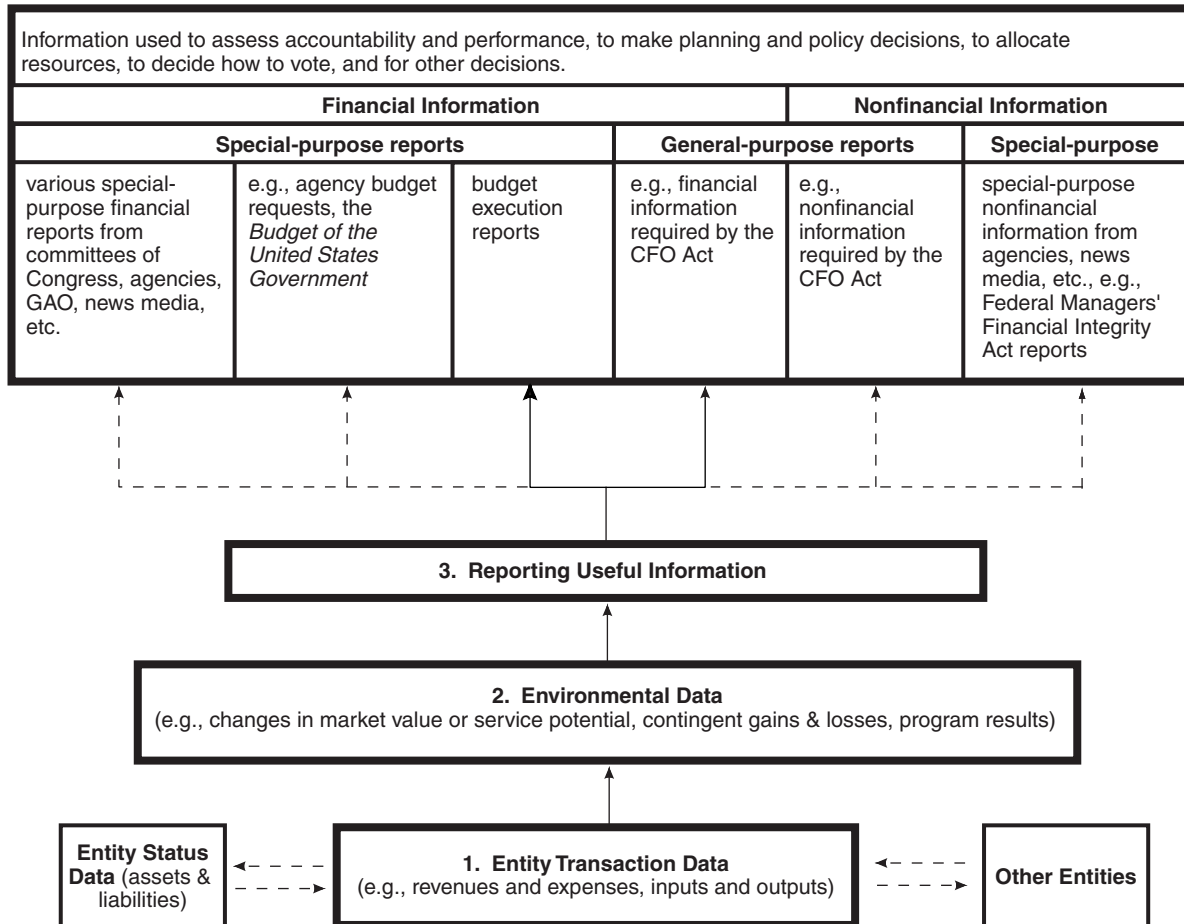 Information used to assess accountability and performance, to make planning and policy decisions, to allocate
resources, to decide how to vote, and for other decisions.
Financial Information
Nonfinancial Information
Special-purpose reports
General-purpose reports
Special-purpose
various special-
purpose financial
reports from
committees of
Congress, agencies,
GAO, news media,
etc.
e.g., agency budget
requests, the
Budget of the
United States
Government
budget
execution
reports
e.g., financial
information
required by the
CFO Act
e.g.,
nonfinancial
information
required by the
CFO Act
special-purpose
nonfinancial
information from
agencies, news
media, etc., e.g.,
Federal Managers'
Financial Integrity
Act reports
3. Reporting Useful Information
2. Environmental Data
(e.g., changes in market value or service potential, contingent gains & losses, program results)
Entity Status
Data (assets &
liabilities)
1. Entity Transaction Data
(e.g., revenues and expenses, inputs and outputs)
Other Entities